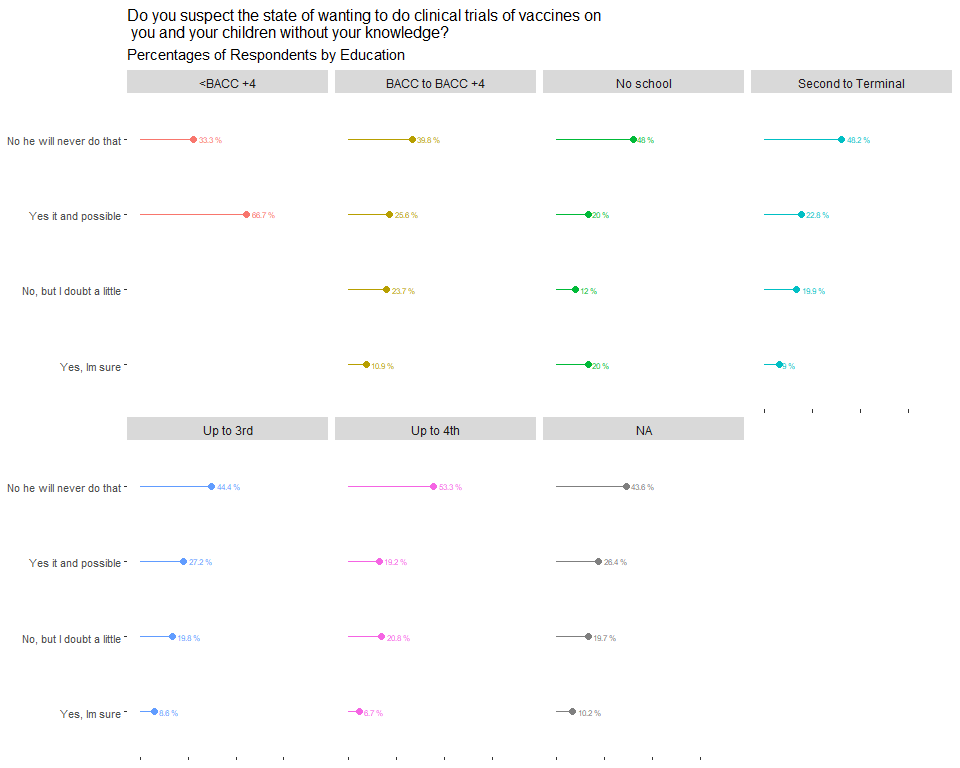 Do you suspect the state of wanting to do clinical trials of vaccines on
you and your children without your knowledge?
Percentages of Respondents by Education
<BACC +4
BACC to BACC +4
No school
Second to Terminal
No he will never do that
33.3 %
39.8 %
48 %
48.2 %
Yes it and possible
66.7 %
25.6 %
20 %
22.8 %
No, but I doubt a little
23.7 %
12 %
19.9 %
Yes, Im sure
10.9 %
20 %
9 %
Up to 3rd
Up to 4th
NA
No he will never do that
44.4 %
53.3 %
43.6 %
Yes it and possible
27.2 %
19.2 %
26.4 %
No, but I doubt a little
19.8 %
20.8 %
19.7 %
Yes, Im sure
8.6 %
6.7 %
10.2 %